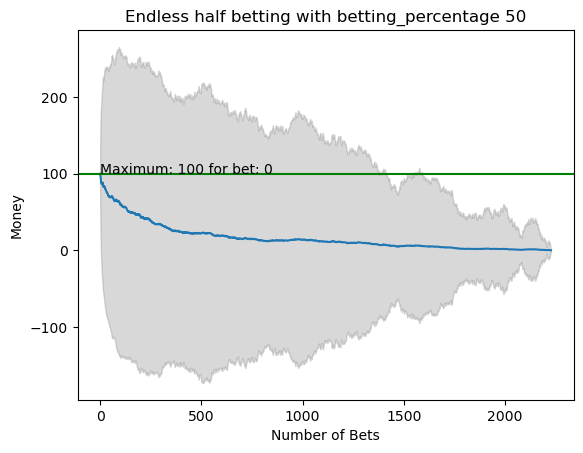 Endless half betting with betting_percentage 50
Money
200
100
0
−100
Maximum: 100 for bet: 0
0
500
1000
1500
2000
Number of Bets